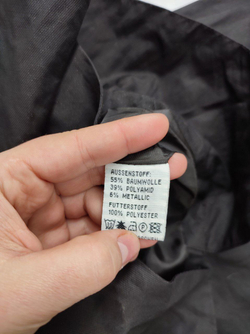 AUSSENSTOFF:
55% BAUMWOLLE
39% POLYAMID
6% METALLIC
FUTTERSTOFF
100% POLYESTER